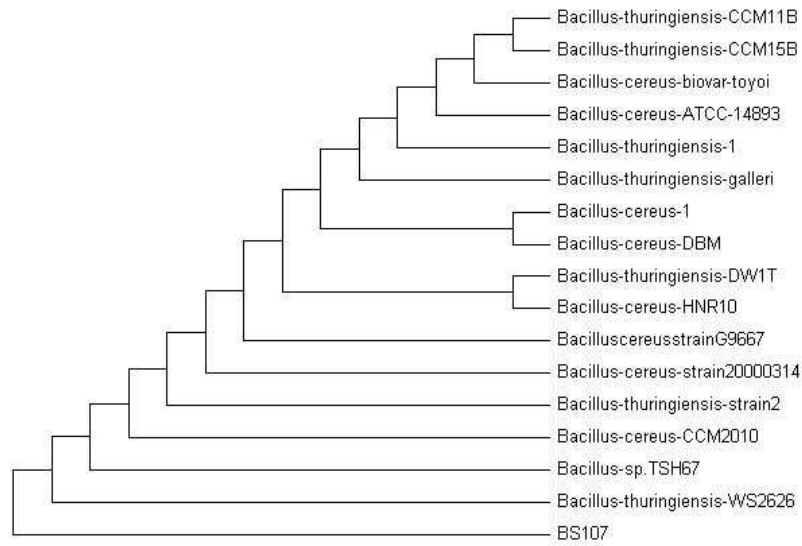 Bacillus-thuringiensis-CCM11B
Bacillus-thuringiensis-CCM15B
Bacillus-cereus-biovar-toyoi
Bacillus-cereus-ATCC-14893
Bacillus-thuringiensis-1
Bacillus-thuringiensis-galleri
Bacillus-cereus-1
Bacillus-cereus-DBM
Bacillus-thuringiensis-DW1T
Bacillus-cereus-HNR10
BacilluscereusstrainG9667
Bacillus-cereus-strain20000314
Bacillus-thuringiensis-strain2
Bacillus-cereus-CCM2010
Bacillus-sp.TSH67
Bacillus-thuringiensis-WS2626
BS107